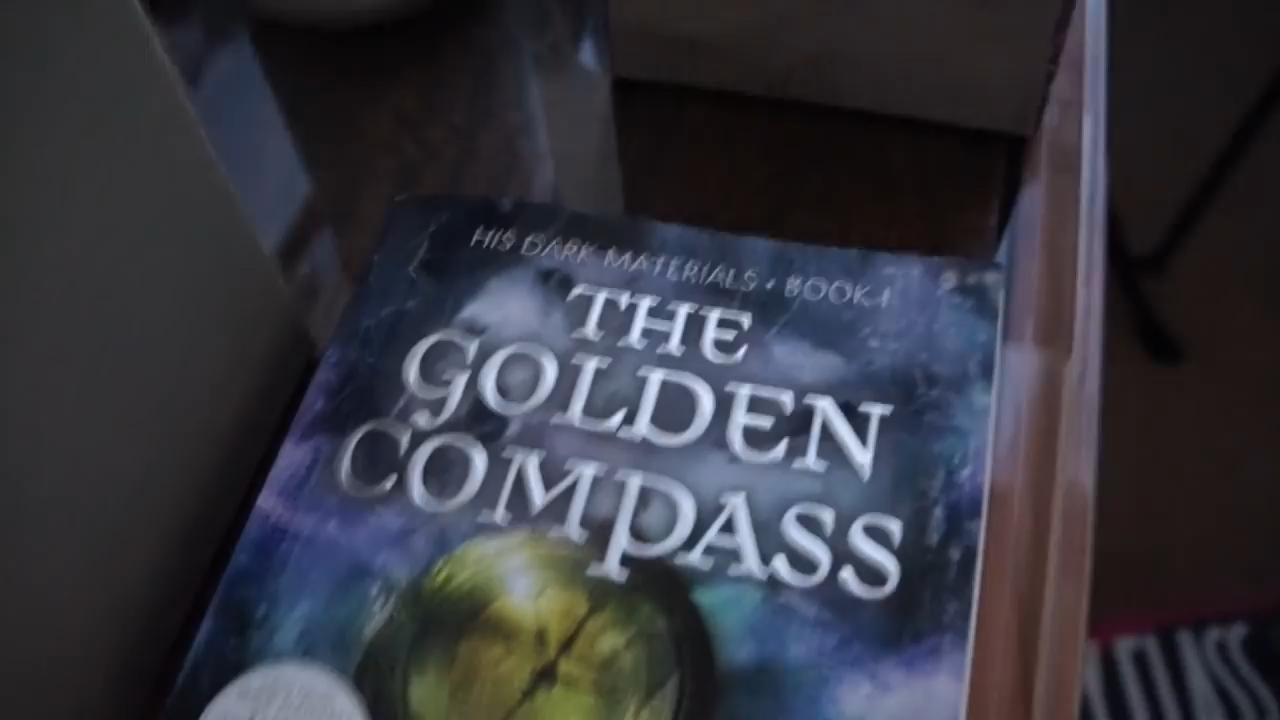 HIS DARK MATERIALS • BOOK I
THE
GOLDEN
COMPASS